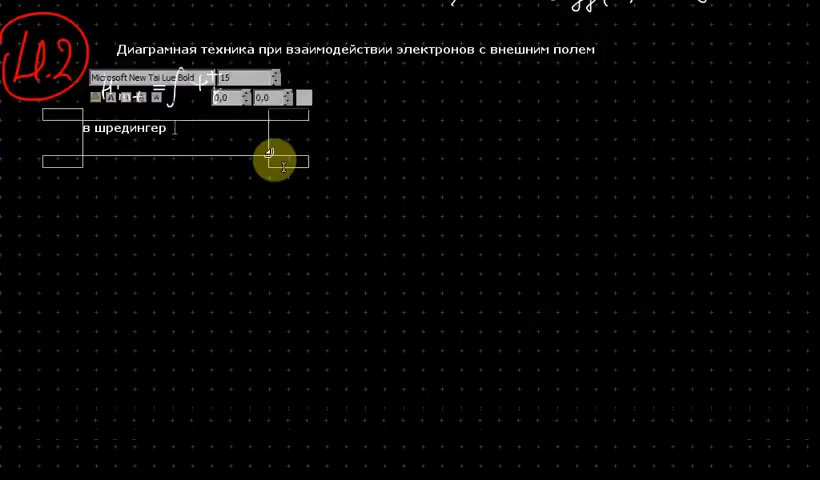 4.2
Диаграмная техника при взаимодействии электронов с внешним полем
Microsoft New Tai Lue Bold 15
0,0 0,0
в шредингер